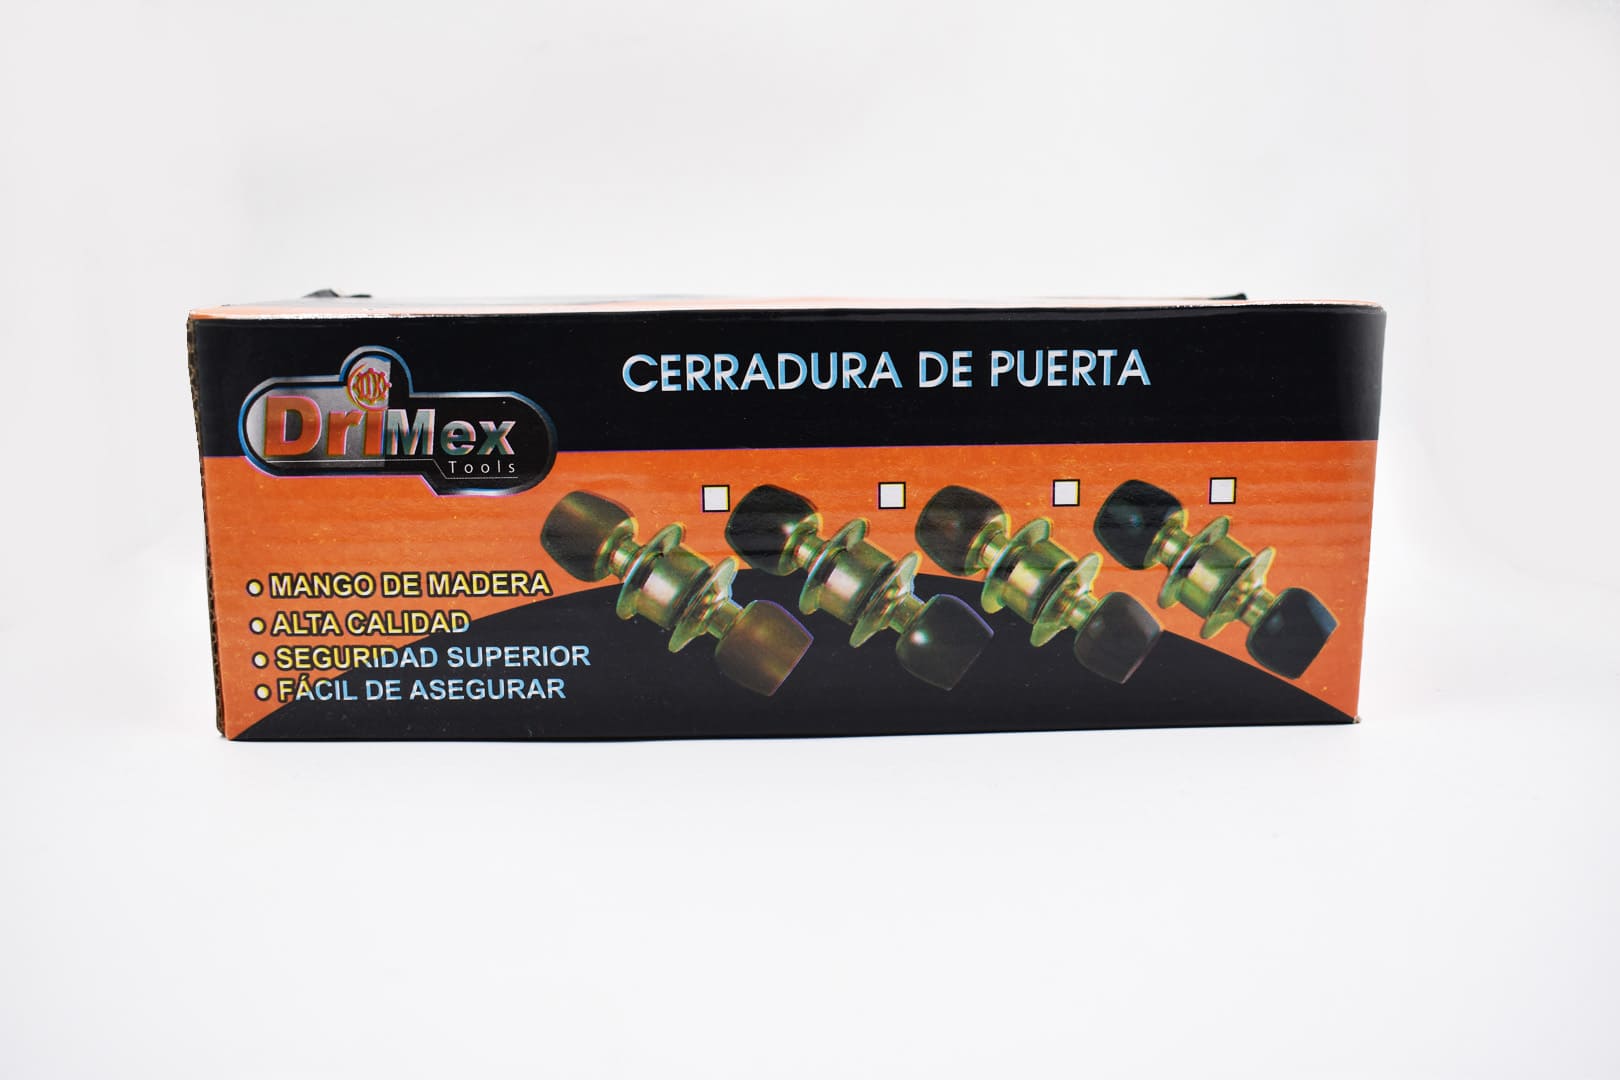 CERRADURA DE PUERTA
DriMex
Tools
• MANGO DE MADERA
• ALTA CALIDAD
• SEGURIDAD SUPERIOR
• FÁCIL DE ASEGURAR